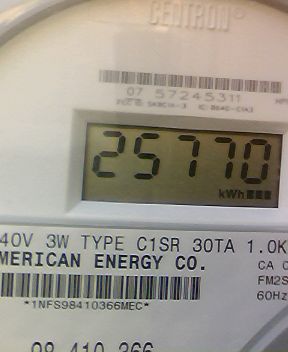 CENTRON®
07 57245311
25770
kWh
40V 3W TYPE C1SR 30TA 1.0K
MERICAN ENERGY CO.
CA 0
FM2S
60Hz
*1NFS98410366MEC*
98 410 366